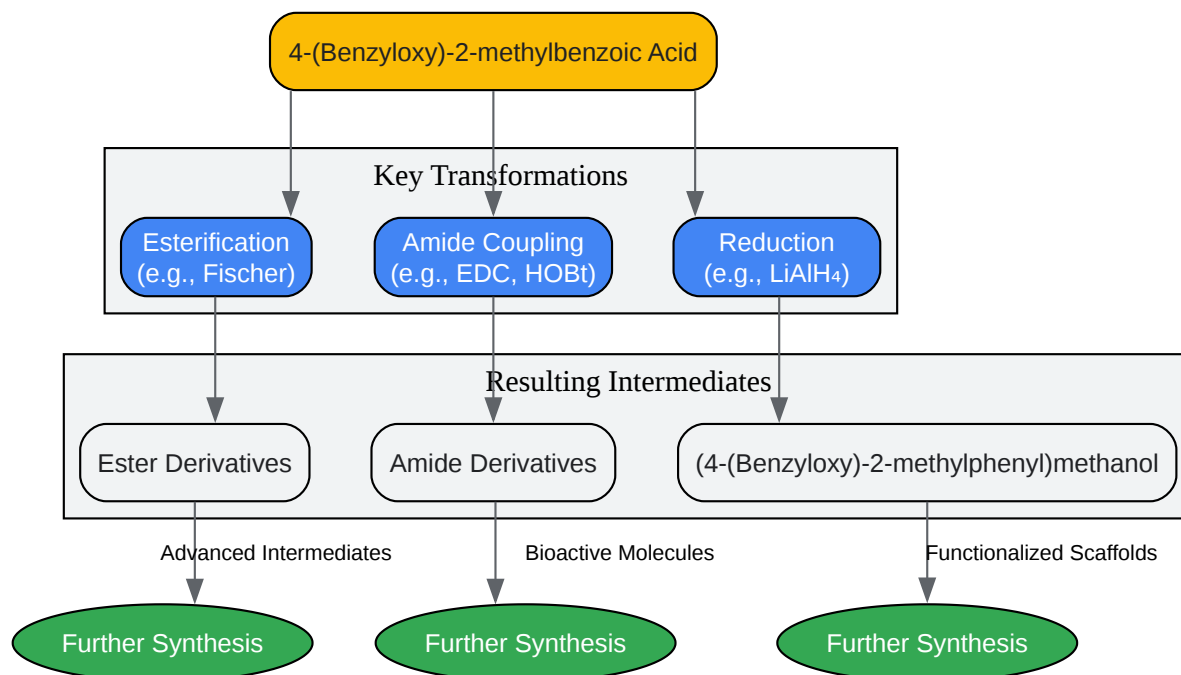 4-(Benzyloxy)-2-methylbenzoic Acid
Key Transformations
Esterification
(e.g., Fischer)
Amide Coupling
(e.g., EDC, HOBt)
Reduction
(e.g., LiAlH₄)
Resulting Intermediates
Ester Derivatives
Amide Derivatives
(4-(Benzyloxy)-2-methylphenyl)methanol
Advanced Intermediates
Bioactive Molecules
Functionalized Scaffolds
Further Synthesis
Further Synthesis
Further Synthesis